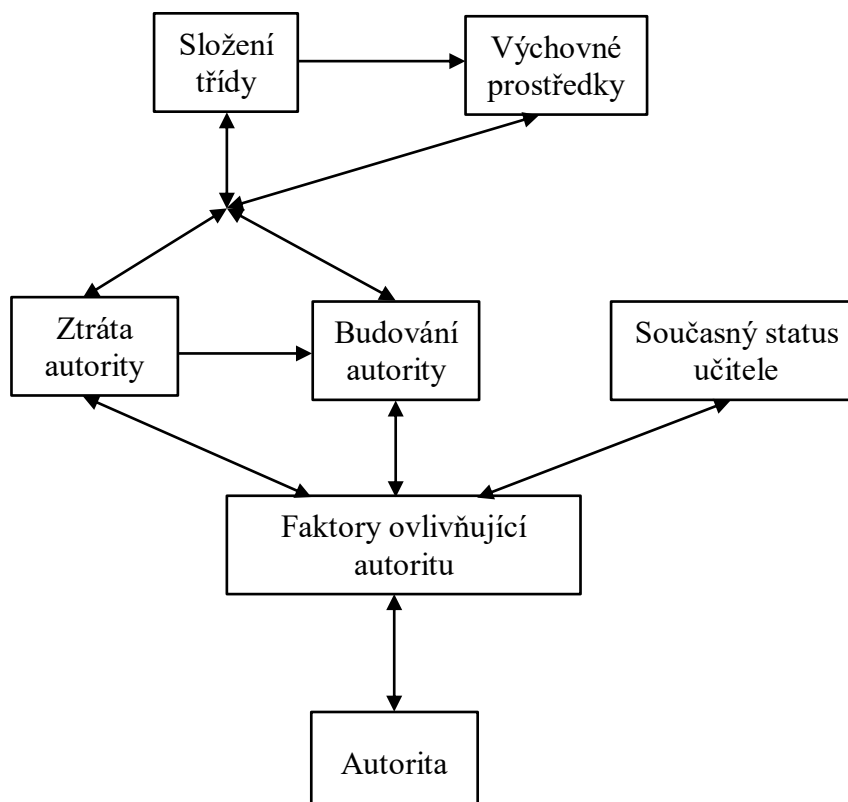 Složení
třídy
Výchovné
prostředky
Ztráta
autority
Budování
autority
Současný status
učitele
Faktory ovlivňující
autoritu
Autorita